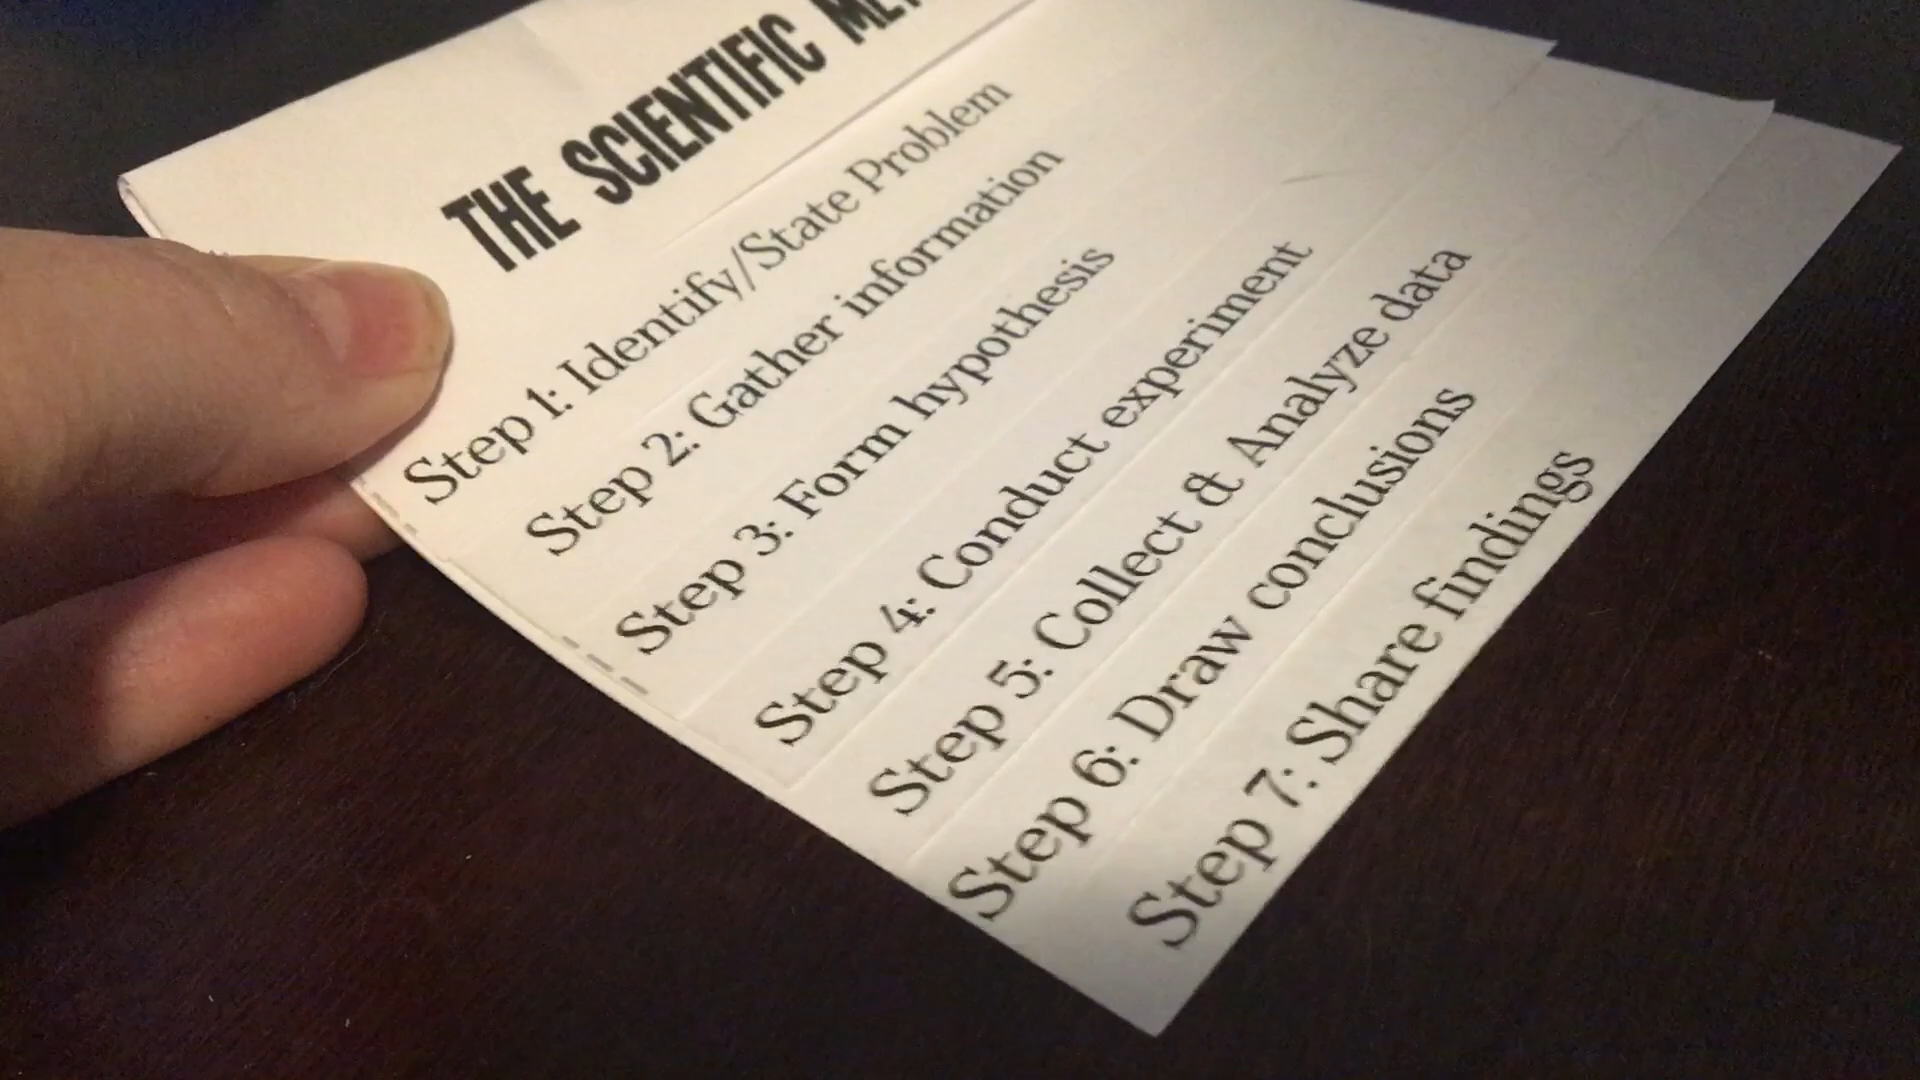 THE SCIENTIFIC
Step 1: Identify/State Problem
Step 2: Gather information
Step 3: Form hypothesis
Step 4: Conduct experiment
Step 5: Collect & Analyze data
Step 6: Draw conclusions
Step 7: Share findings